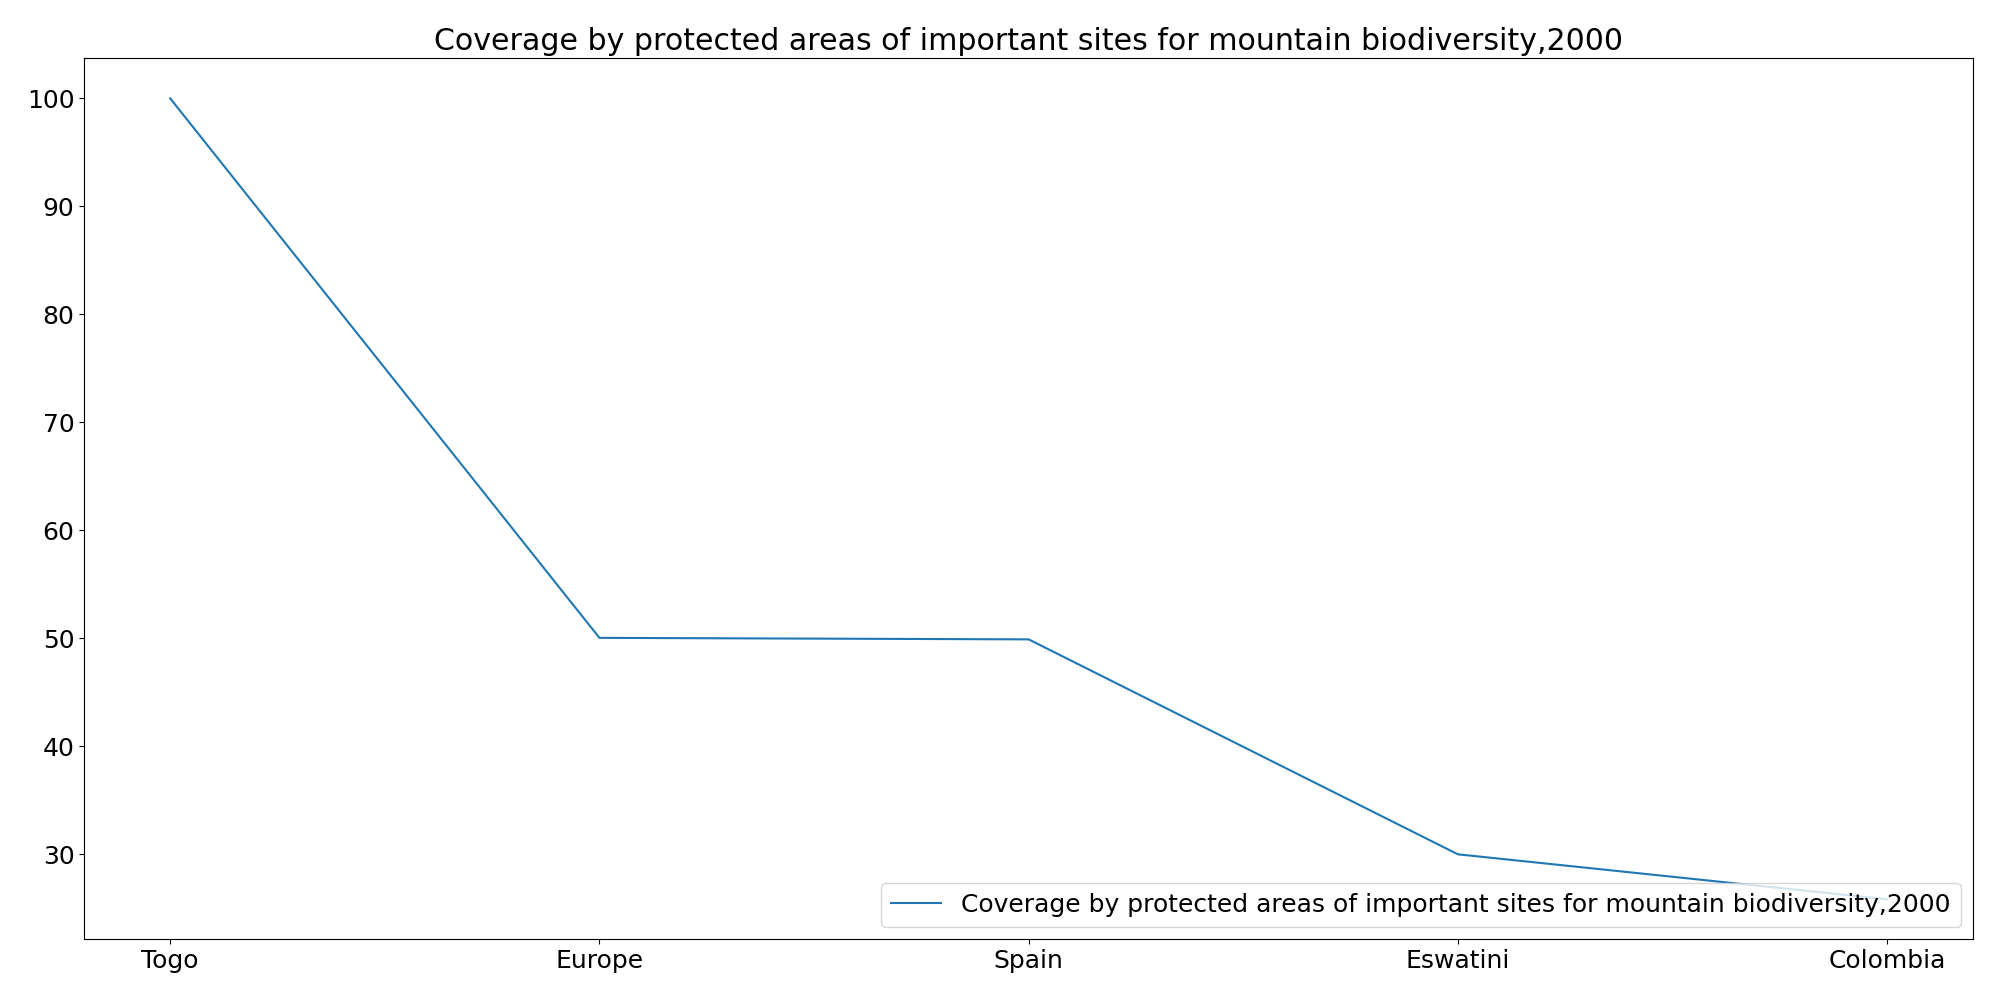 Coverage by protected areas of important sites for mountain biodiversity,2000
100
90
80
70
60
50
40
30
Coverage by protected areas of important sites for mountain biodiversity,2000
Togo Europe Spain Eswatini Colombia